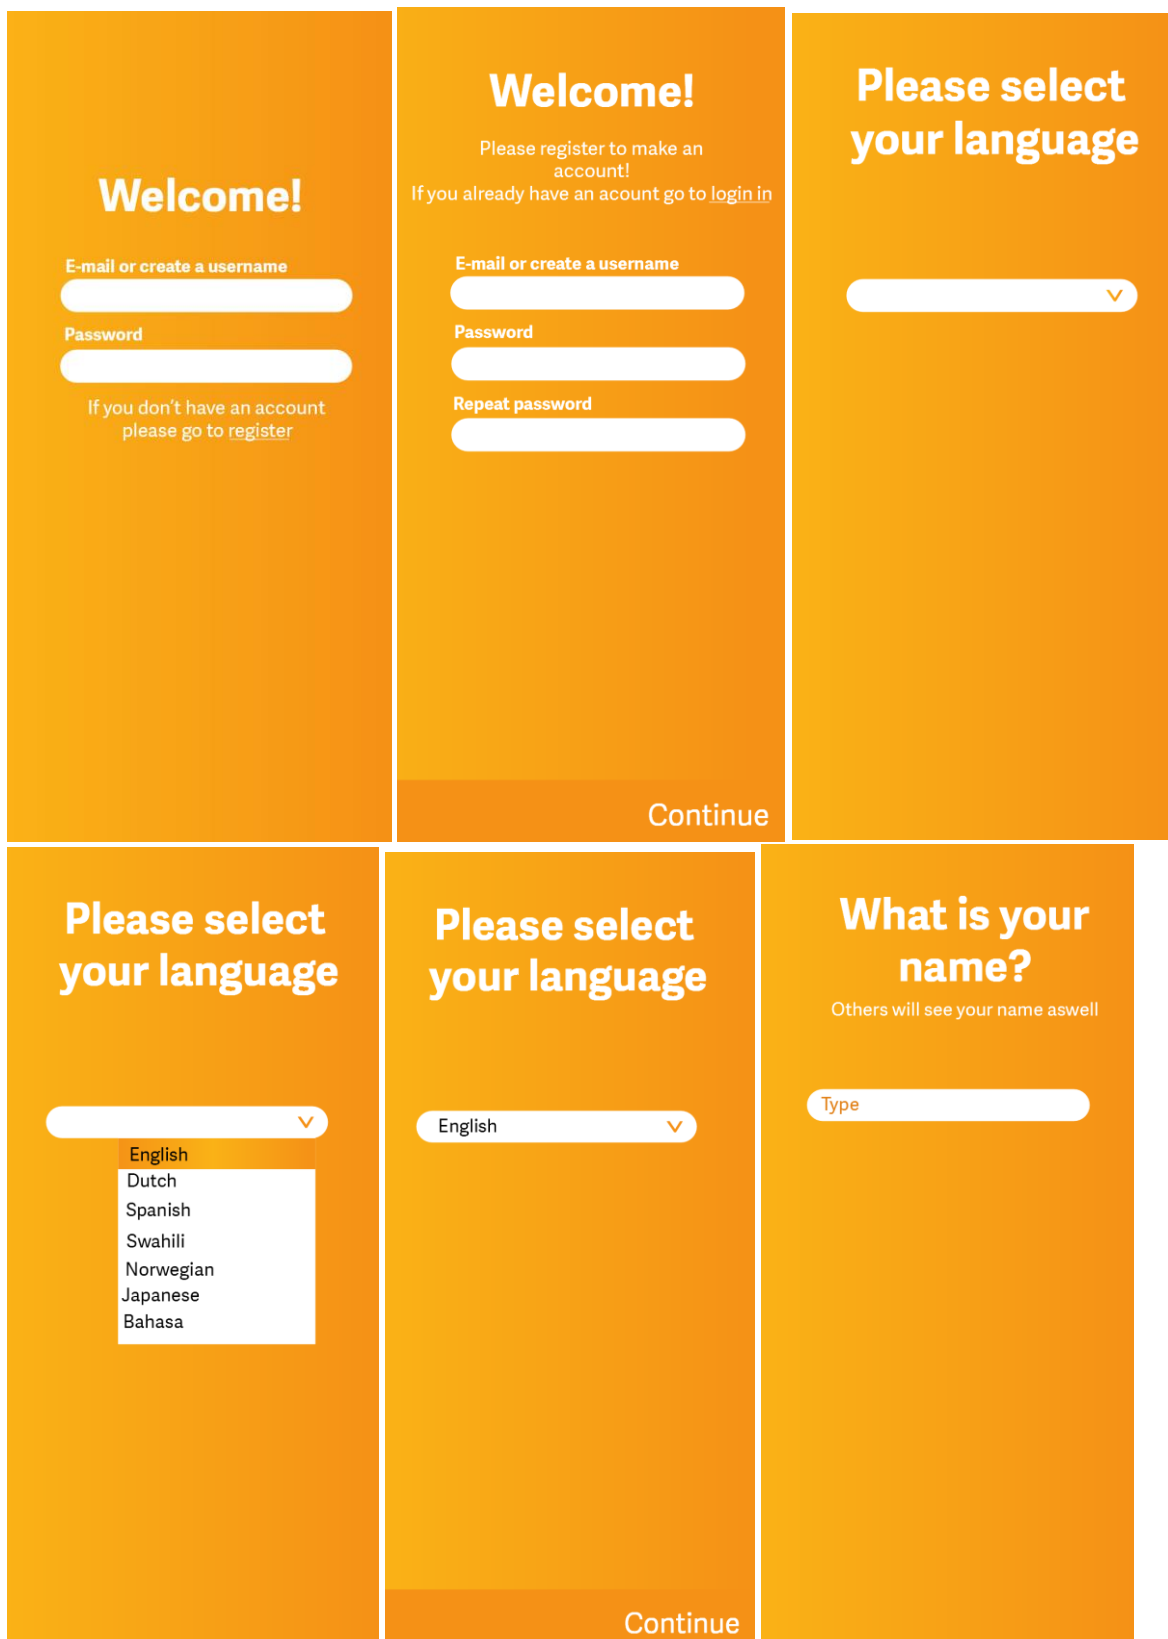 Welcome!
E-mail or create a username
Password
If you don't have an account
please go to register
Welcome!
Please register to make an
account!
If you already have an acount go to login in
E-mail or create a username
Password
Repeat password
Continue
Please select
your language
Please select
your language
English
Dutch
Spanish
Swahili
Norwegian
Japanese
Bahasa
Please select
your language
English
Continue
What is your
name?
Others will see your name aswell
Type